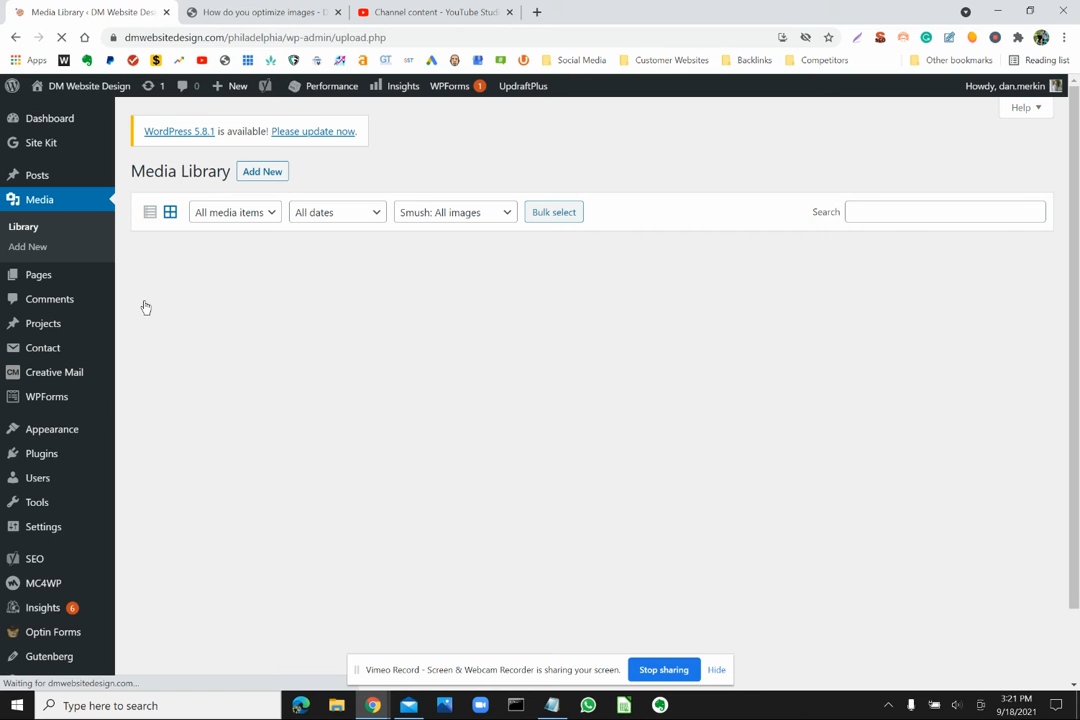 Media Library ‹ DM Website Des
How do you optimize images - D
Channel content - YouTube Stud
dmwebsitedesign.com/philadelphia/wp-admin/upload.php
Apps
Social Media
Customer Websites
Backlinks
Competitors
Other bookmarks
Reading list
DM Website Design
1
0
New
Performance
Insights
WPForms 1
UpdraftPlus
Howdy, dan.merkin
Help
Dashboard
Site Kit
Posts
Media
Library
Add New
Pages
Comments
Projects
Contact
CM Creative Mail
WPForms
Appearance
Plugins
Users
Tools
Settings
SEO
MC4WP
Insights 6
Optin Forms
Gutenberg
WordPress 5.8.1 is available! Please update now.
Media Library Add New
All media items
All dates
Smush: All images
Bulk select
Search
Vimeo Record - Screen & Webcam Recorder is sharing your screen. Stop sharing Hide
Waiting for dmwebsitedesign.com...
Type here to search
3:21 PM
9/18/2021